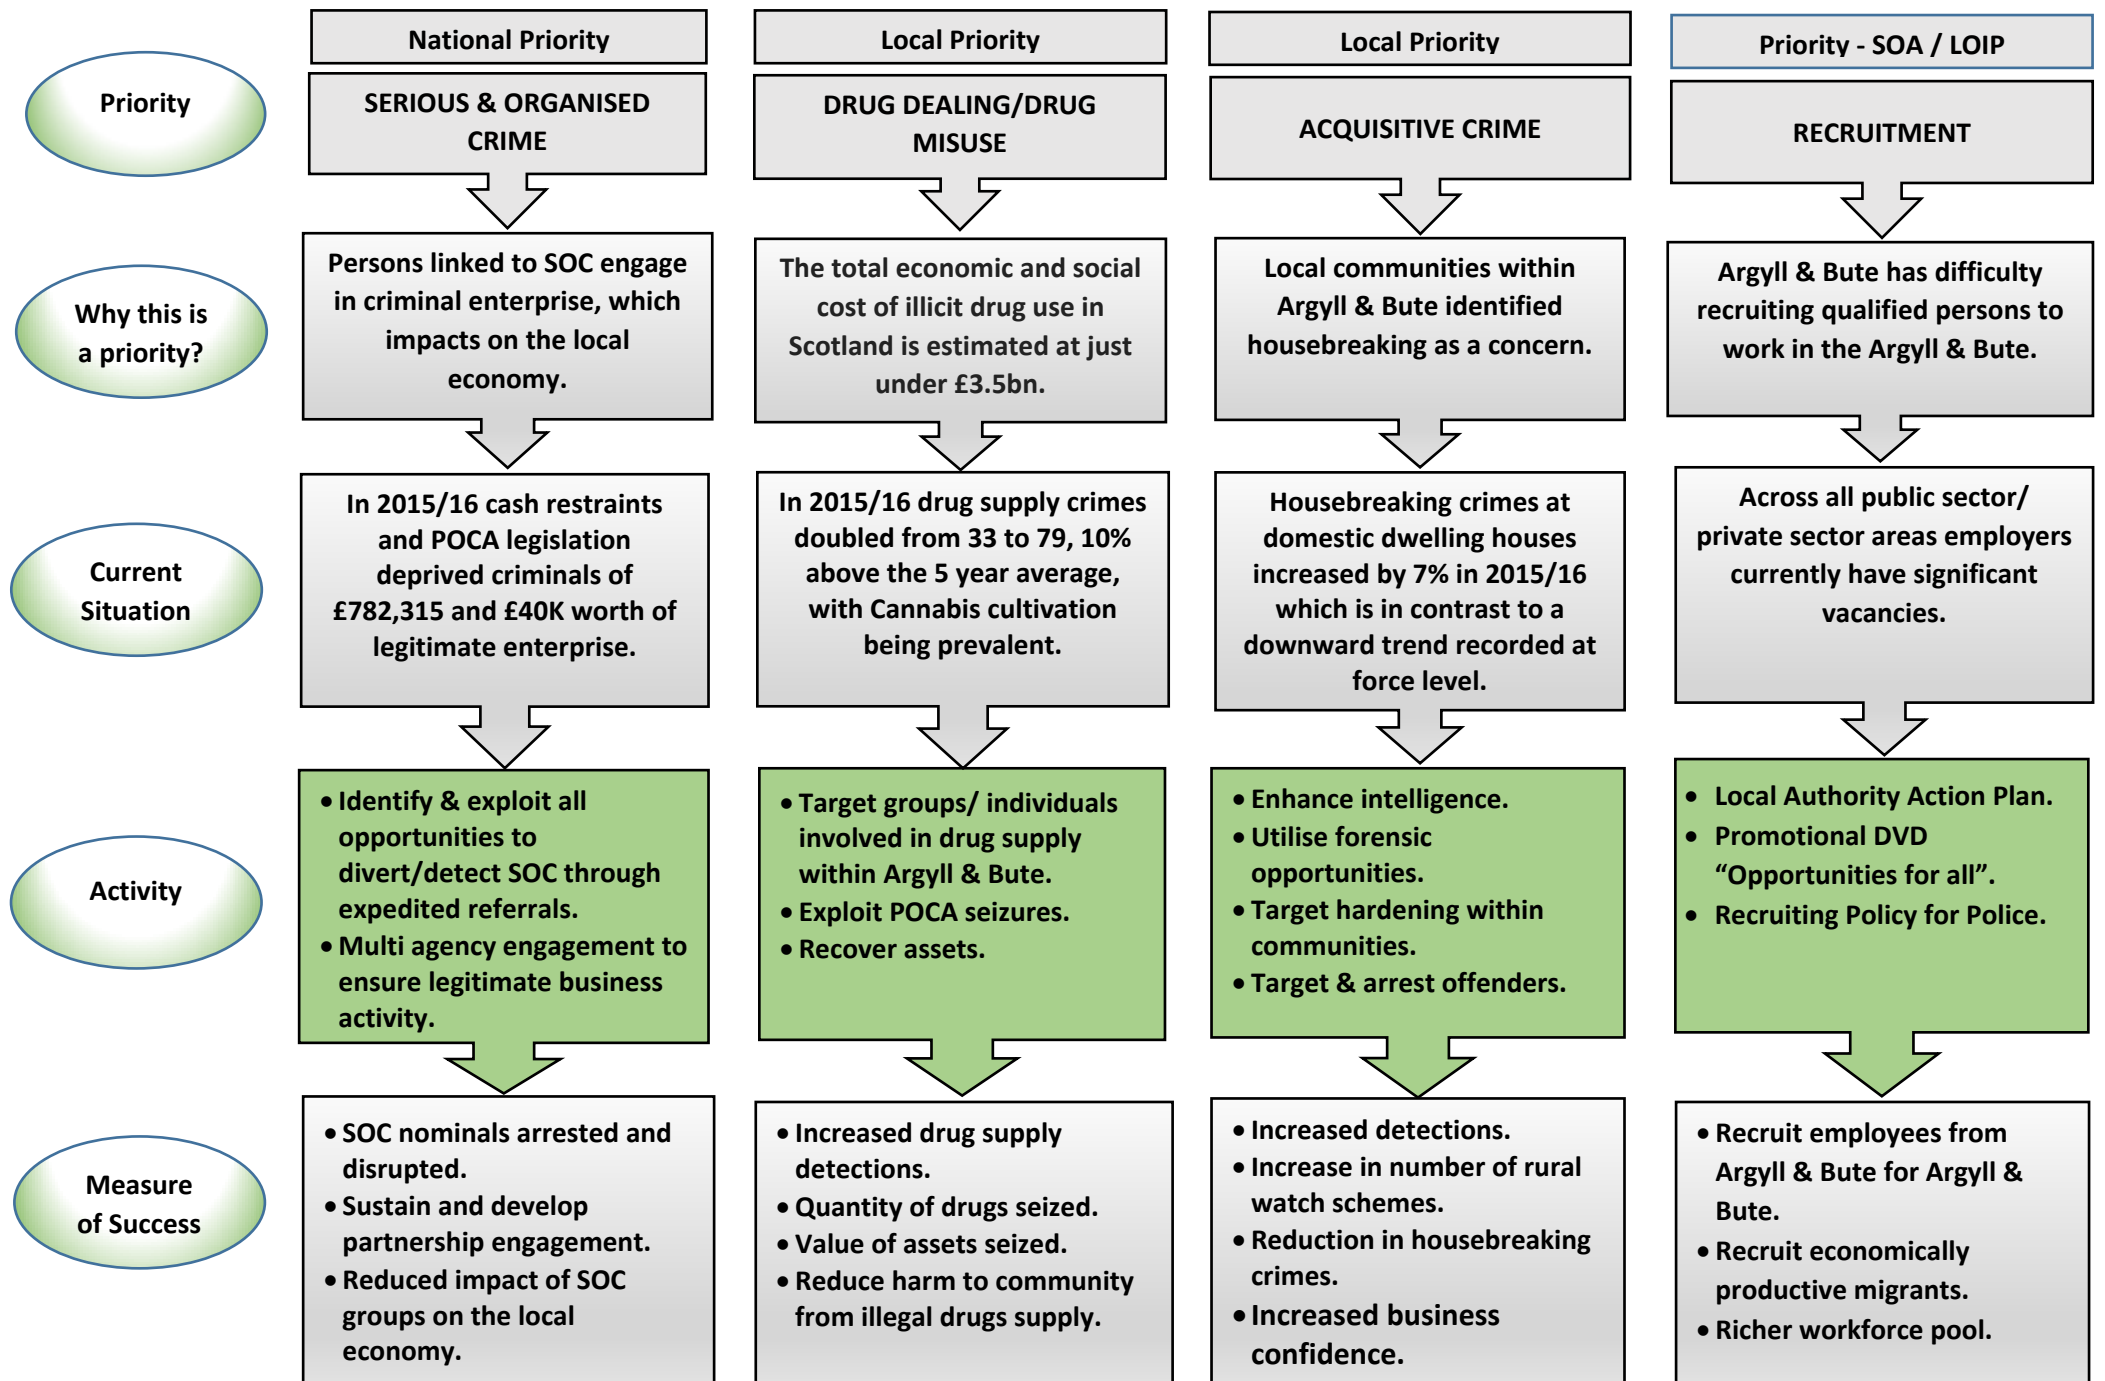 Priority
National Priority
SERIOUS & ORGANISED
CRIME
Local Priority
DRUG DEALING/DRUG
MISUSE
Local Priority
ACQUISITIVE CRIME
Priority - SOA / LOIP
RECRUITMENT
Why this is
a priority?
Persons linked to SOC engage
in criminal enterprise, which
impacts on the local
economy.
The total economic and social
cost of illicit drug use in
Scotland is estimated at just
under £3.5bn.
Local communities within
Argyll & Bute identified
housebreaking as a concern.
Argyll & Bute has difficulty
recruiting qualified persons to
work in the Argyll & Bute.
Current
Situation
In 2015/16 cash restraints
and POCA legislation
deprived criminals of
£782,315 and £40K worth of
legitimate enterprise.
In 2015/16 drug supply crimes
doubled from 33 to 79, 10%
above the 5 year average,
with Cannabis cultivation
being prevalent.
Housebreaking crimes at
domestic dwelling houses
increased by 7% in 2015/16
which is in contrast to a
downward trend recorded at
force level.
Across all public sector/
private sector areas employers
currently have significant
vacancies.
Activity
• Identify & exploit all
opportunities to
divert/detect SOC through
expedited referrals.
• Multi agency engagement to
ensure legitimate business
activity.
• Target groups/ individuals
involved in drug supply
within Argyll & Bute.
• Exploit POCA seizures.
• Recover assets.
• Enhance intelligence.
• Utilise forensic
opportunities.
• Target hardening within
communities.
• Target & arrest offenders.
• Local Authority Action Plan.
• Promotional DVD
“Opportunities for all”.
• Recruiting Policy for Police.
Measure
of Success
• SOC nominals arrested and
disrupted.
• Sustain and develop
partnership engagement.
• Reduced impact of SOC
groups on the local
economy.
• Increased drug supply
detections.
• Quantity of drugs seized.
• Value of assets seized.
• Reduce harm to community
from illegal drugs supply.
• Increased detections.
• Increase in number of rural
watch schemes.
• Reduction in housebreaking
crimes.
• Increased business
confidence.
• Recruit employees from
Argyll & Bute for Argyll &
Bute.
• Recruit economically
productive migrants.
• Richer workforce pool.